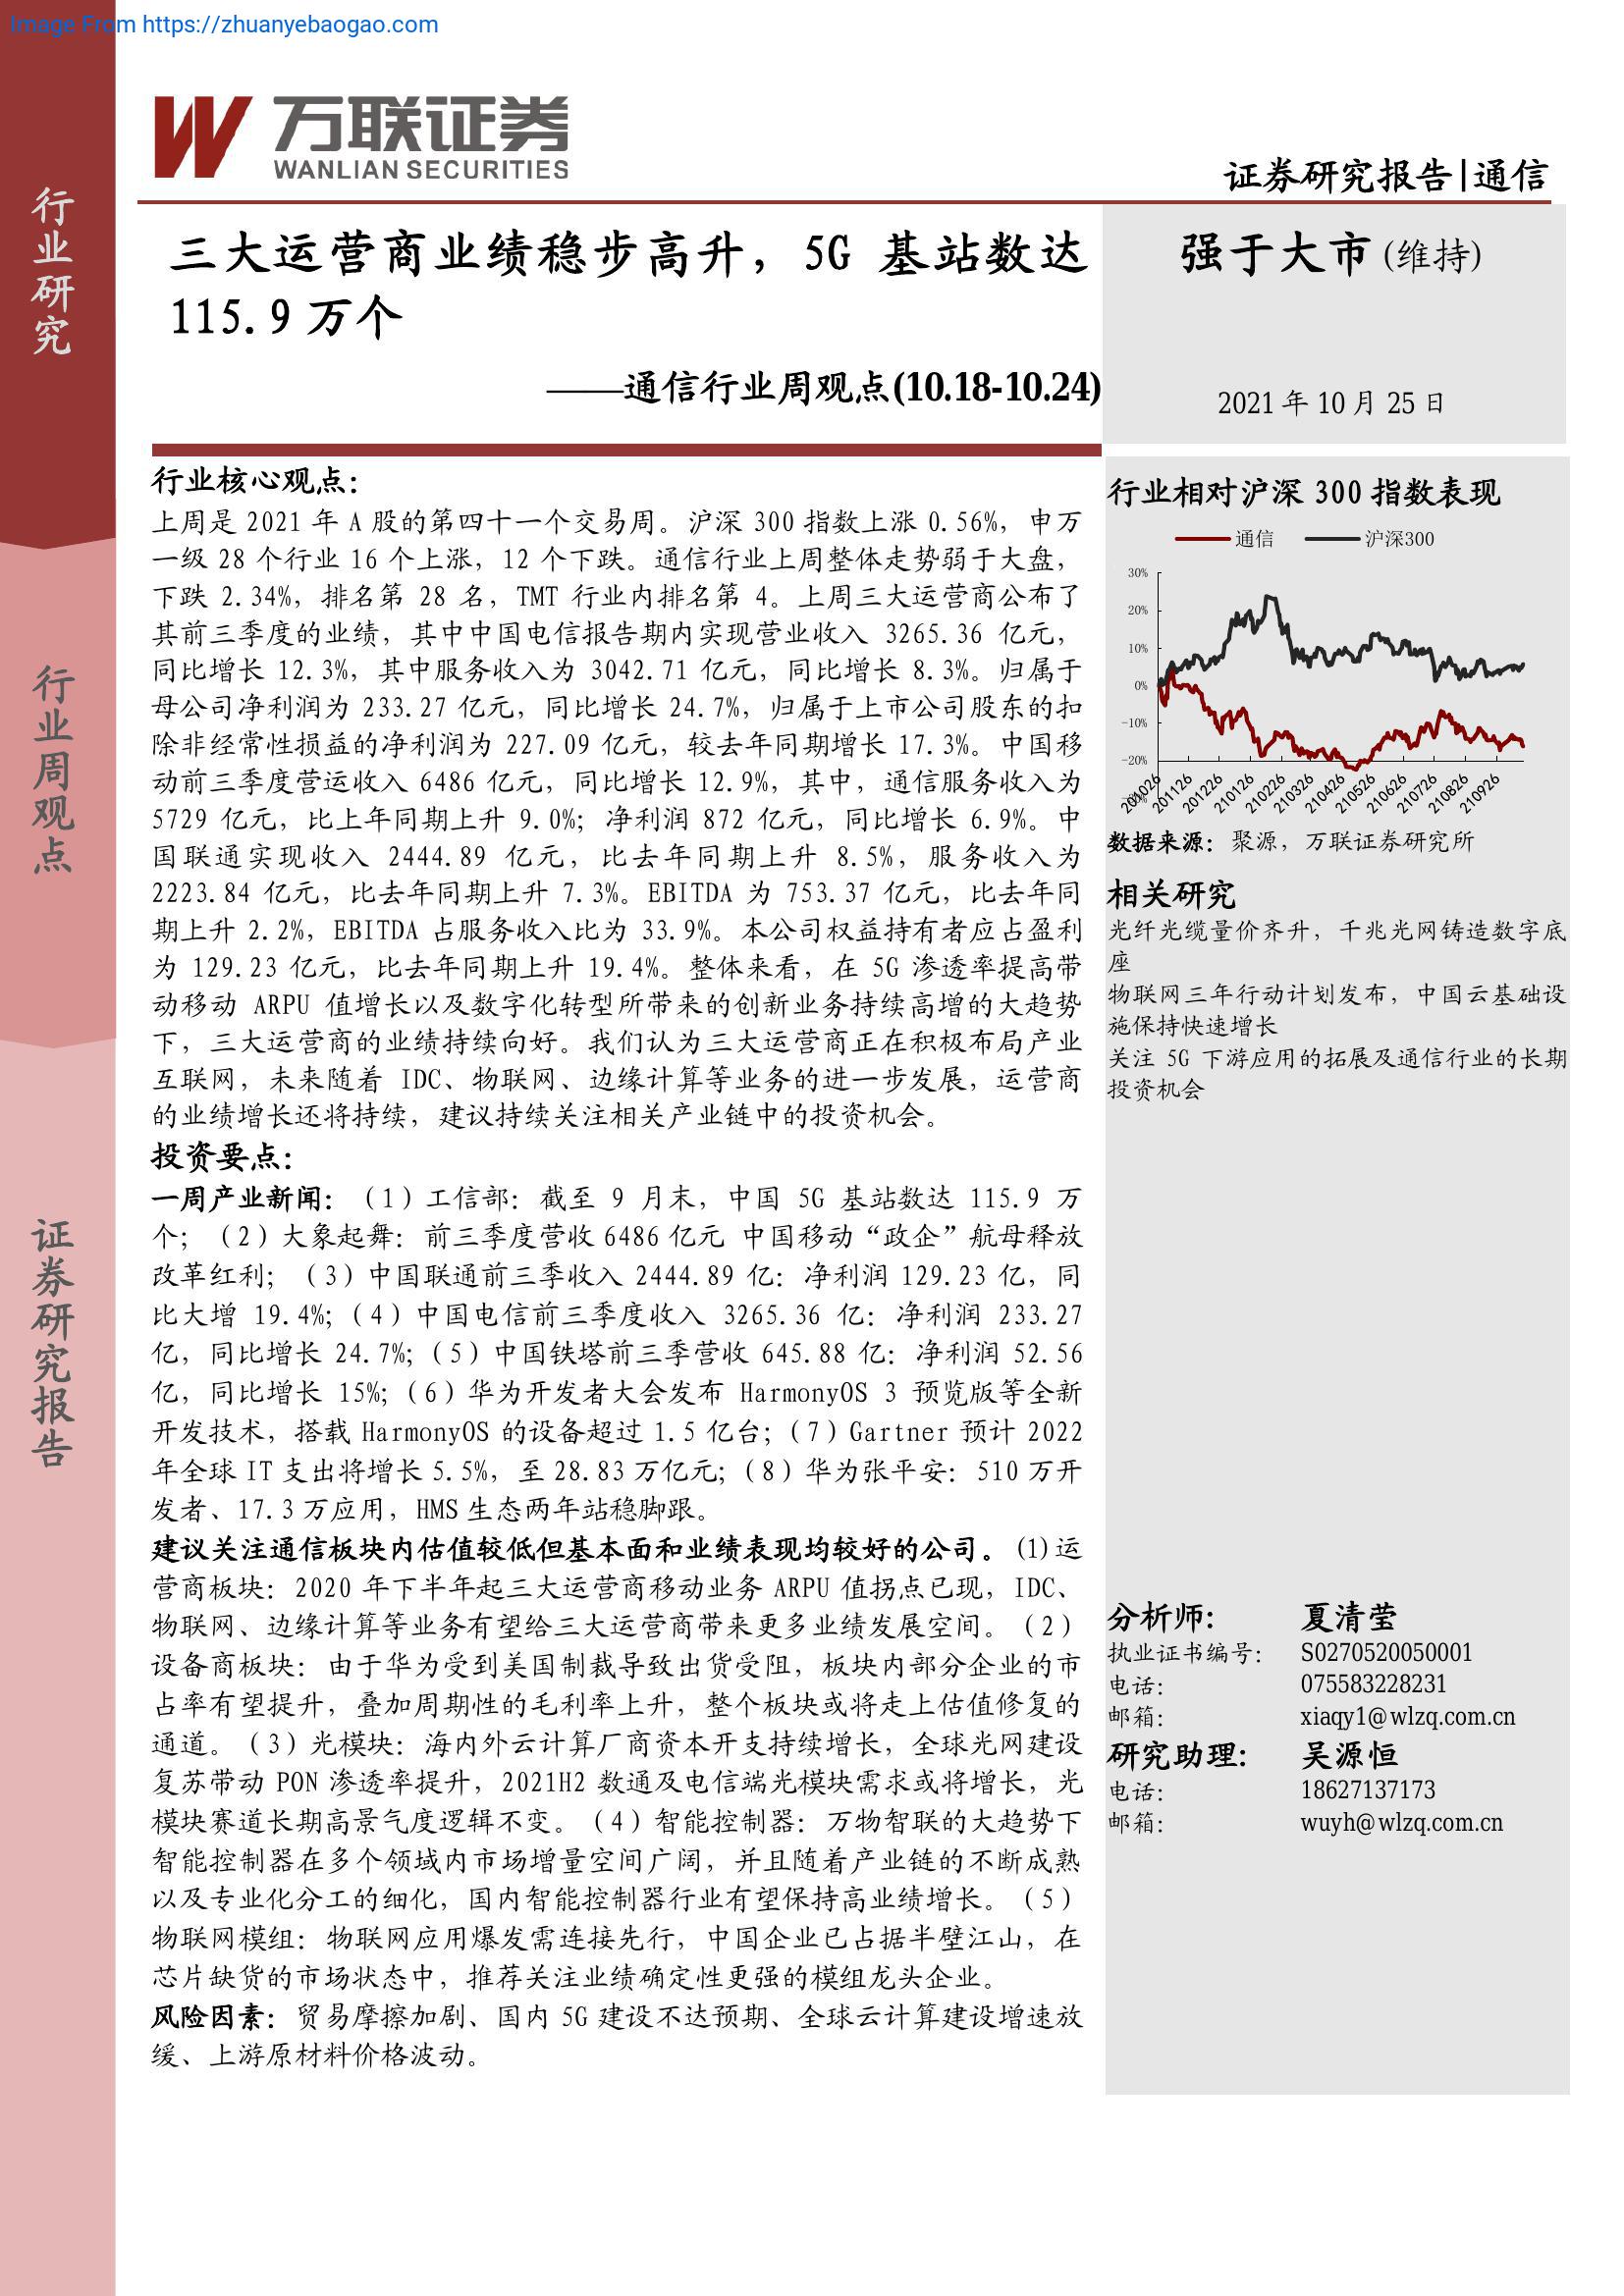 Image From https://zhuanyebaogao.com
万联证券
WANLIAN SECURITIES
证券研究报告|通信
行业研究
行业周观点
证券研究报告
三大运营商业绩稳步高升，5G 基站数达
115.9 万个
——通信行业周观点(10.18-10.24)
强于大市(维持)
2021 年 10 月 25 日
行业核心观点：
上周是 2021 年 A 股的第四十一个交易周。沪深 300 指数上涨 0.56%，申万
一级 28 个行业 16 个上涨，12 个下跌。通信行业上周整体走势弱于大盘，
下跌 2.34%，排名第 28 名，TMT 行业内排名第 4。上周三大运营商公布了
其前三季度的业绩，其中中国电信报告期内实现营业收入 3265.36 亿元，
同比增长 12.3%，其中服务收入为 3042.71 亿元，同比增长 8.3%。归属于
母公司净利润为 233.27 亿元，同比增长 24.7%，归属于上市公司股东的扣
除非经常性损益的净利润为 227.09 亿元，较去年同期增长 17.3%。中国移
动前三季度营运收入 6486 亿元，同比增长 12.9%，其中，通信服务收入为
5729 亿元，比上年同期上升 9.0%；净利润 872 亿元，同比增长 6.9%。中
国联通实现收入 2444.89 亿元，比去年同期上升 8.5%，服务收入为
2223.84 亿元，比去年同期上升 7.3%。EBITDA 为 753.37 亿元，比去年同
期上升 2.2%，EBITDA 占服务收入比为 33.9%。本公司权益持有者应占盈利
为 129.23 亿元，比去年同期上升 19.4%。整体来看，在 5G 渗透率提高带
动移动 ARPU 值增长以及数字化转型所带来的创新业务持续高增的大趋势
下，三大运营商的业绩持续向好。我们认为三大运营商正在积极布局产业
互联网，未来随着 IDC、物联网、边缘计算等业务的进一步发展，运营商
的业绩增长还将持续，建议持续关注相关产业链中的投资机会。
投资要点：
一周产业新闻：（1）工信部：截至 9 月末，中国 5G 基站数达 115.9 万
个；（2）大象起舞：前三季度营收 6486 亿元 中国移动“政企”航母释放
改革红利；（3）中国联通前三季收入 2444.89 亿：净利润 129.23 亿，同
比大增 19.4%；（4）中国电信前三季度收入 3265.36 亿：净利润 233.27
亿，同比增长 24.7%；（5）中国铁塔前三季营收 645.88 亿：净利润 52.56
亿，同比增长 15%；（6）华为开发者大会发布 HarmonyOS 3 预览版等全新
开发技术，搭载 HarmonyOS 的设备超过 1.5 亿台；（7）Gartner 预计 2022
年全球 IT 支出将增长 5.5%，至 28.83 万亿元；（8）华为张平安：510 万开
发者、17.3 万应用，HMS 生态两年站稳脚跟。
建议关注通信板块内估值较低但基本面和业绩表现均较好的公司。(1)运
营商板块：2020 年下半年起三大运营商移动业务 ARPU 值拐点已现，IDC、
物联网、边缘计算等业务有望给三大运营商带来更多业绩发展空间。（2）
设备商板块：由于华为受到美国制裁导致出货受阻，板块内部分企业的市
占率有望提升，叠加周期性的毛利率上升，整个板块或将走上估值修复的
通道。（3）光模块：海内外云计算厂商资本开支持续增长，全球光网建设
复苏带动 PON 渗透率提升，2021H2 数通及电信端光模块需求或将增长，光
模块赛道长期高景气度逻辑不变。（4）智能控制器：万物智联的大趋势下
智能控制器在多个领域内市场增量空间广阔，并且随着产业链的不断成熟
以及专业化分工的细化，国内智能控制器行业有望保持高业绩增长。（5）
物联网模组：物联网应用爆发需连接先行，中国企业已占据半壁江山，在
芯片缺货的市场状态中，推荐关注业绩确定性更强的模组龙头企业。
风险因素：贸易摩擦加剧、国内 5G 建设不达预期、全球云计算建设增速放
缓、上游原材料价格波动。
行业相对沪深 300 指数表现
通信 沪深300
30%
20%
10%
0%
-10%
-20%
201026 201126 201226 210126 210226 210326 210426 210526 210626 210726 210826 210926
数据来源：聚源，万联证券研究所
相关研究
光纤光缆量价齐升，千兆光网铸造数字底
座
物联网三年行动计划发布，中国云基础设
施保持快速增长
关注 5G 下游应用的拓展及通信行业的长期
投资机会
分析师: 夏清莹
执业证书编号: S0270520050001
电话: 075583228231
邮箱: xiaqy1@wlzq.com.cn
研究助理: 吴源恒
电话: 18627137173
邮箱: wuyh@wlzq.com.cn